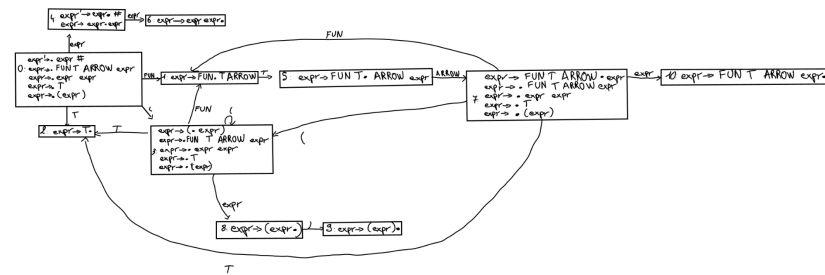 4 expr'→ expr• #
expr→ expr•expr
expr
6 expr→expr expr•
expr
FUN
expr'→. expr #
0: expr→. FUN T ARROW expr
expr→. expr expr
expr→. T
expr→. (expr)
FUN
1 expr→ FUN. T ARROW
T
5 expr→FUN T• ARROW expr
ARROW
expr→ FUN T ARROW • expr
expr→ • FUN T ARROW expr
7 expr→ • expr expr
expr→ • T
expr→ • (expr)
expr
10 expr→ FUN T ARROW expr•
T
(
FUN
(
2 expr→ T•
T
expr→ (• expr)
expr→•FUN T ARROW expr
3: expr→• expr expr
expr→• T
expr→• (expr)
(
expr
8: expr→(expr•)
)
9: expr→(expr)•
T